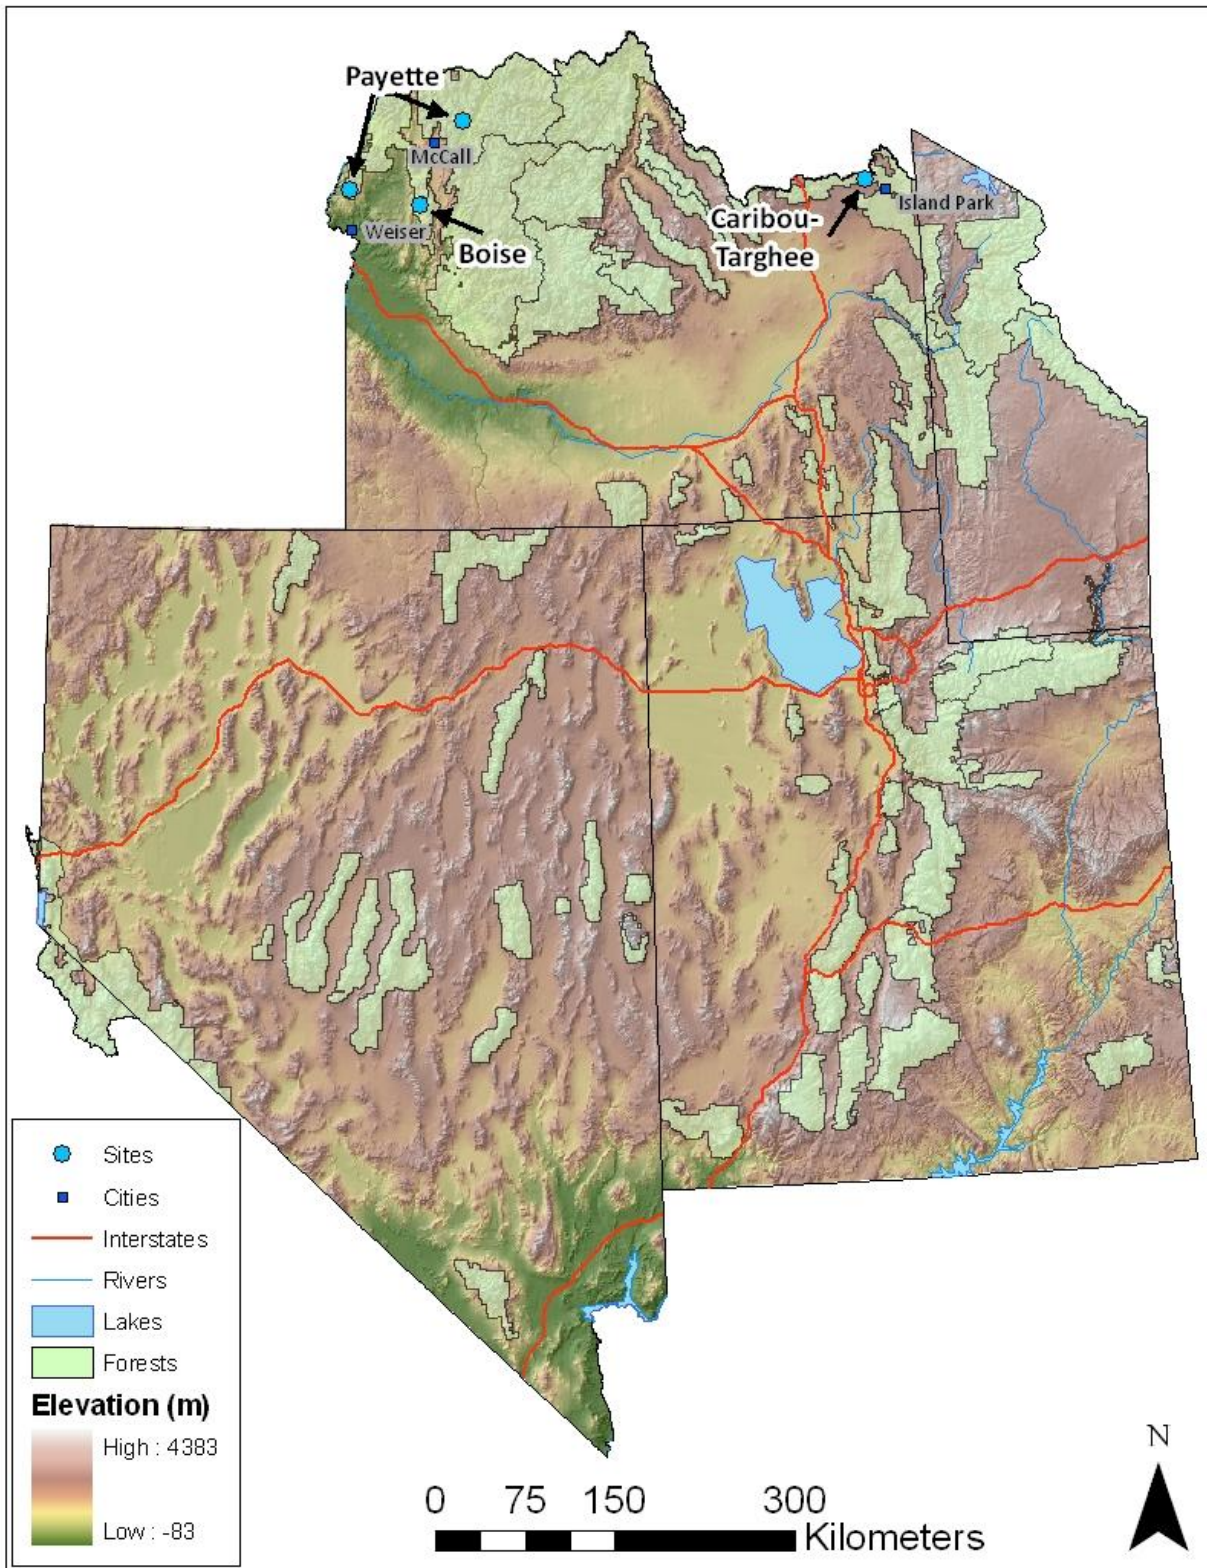 Payette
McCall
Weiser
Boise
Caribou-
Targhee
Island Park
Sites
Cities
Interstates
Rivers
Lakes
Forests
Elevation (m)
High : 4383
Low : -83
0 75 150 300
Kilometers
N